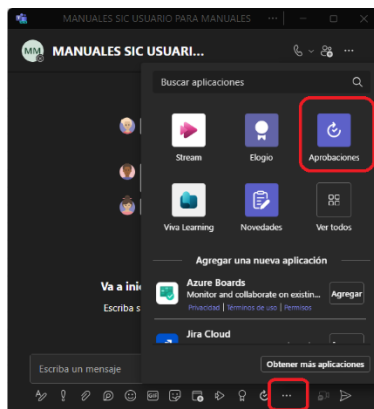 MANUALES SIC USUARIO PARA MANUALES
MM
MANUALES SIC USUARI...
Buscar aplicaciones
Stream
Elogio
Aprobaciones
Viva Learning
Novedades
Ver todos
Agregar una nueva aplicación
Azure Boards
Monitor and collaborate on existin...
Agregar
Privacidad | Términos de uso | Permisos
Jira Cloud
Va a ini
Escriba s
Obtener más aplicaciones
Escriba un mensaje
GIF